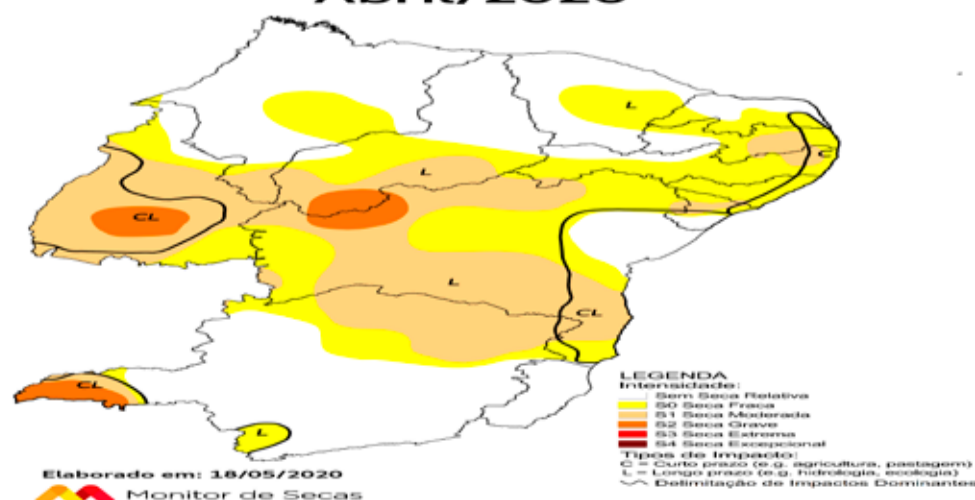 Abril/2020
L
L
C
CL
L
CL
CL
L
LEGENDA
Intensidade:
Sem Seca Relativa
S0 Seca Fraca
S1 Seca Moderada
S2 Seca Grave
S3 Seca Extrema
S4 Seca Excepcional
Tipos de Impacto:
C = Curto prazo (e.g. agricultura, pastagem)
L = Longo prazo (e.g. hidrologia, ecologia)
Delimitação de Impactos Dominantes
Elaborado em: 18/05/2020
Monitor de Secas